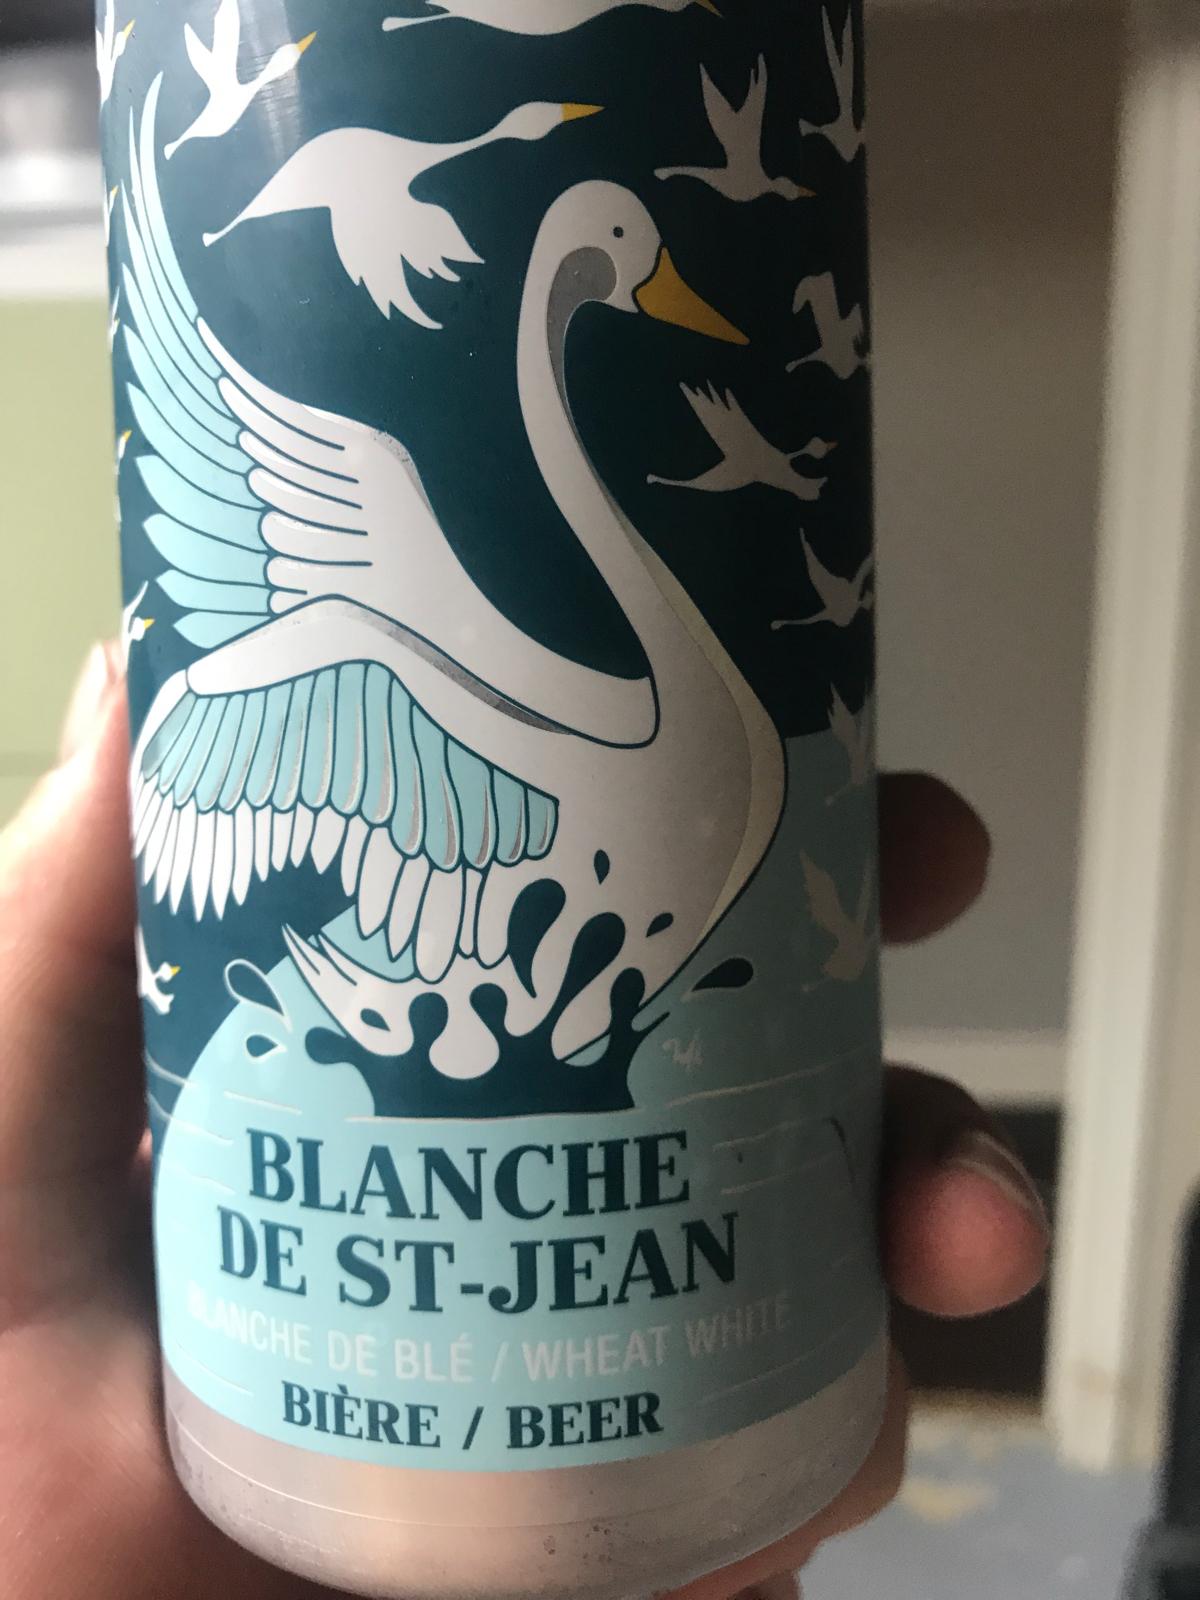 BLANCHE
DE ST-JEAN
BLANCHE DE BLÉ / WHEAT WHITE
BIÈRE / BEER